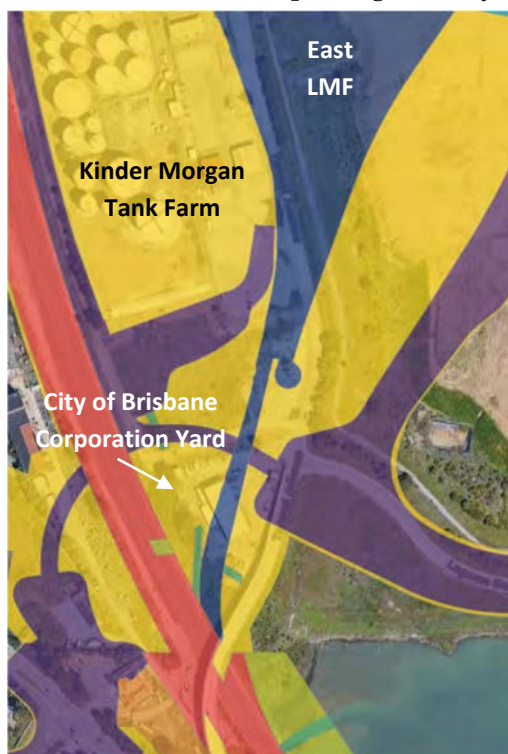 East
LMF
Kinder Morgan
Tank Farm
City of Brisbane
Corporation Yard